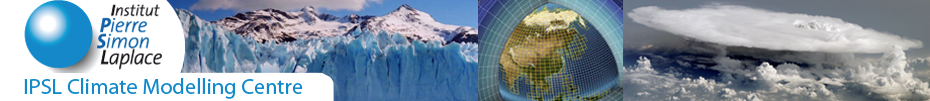 Institut
Pierre
Simon
Laplace
IPSL Climate Modelling Centre